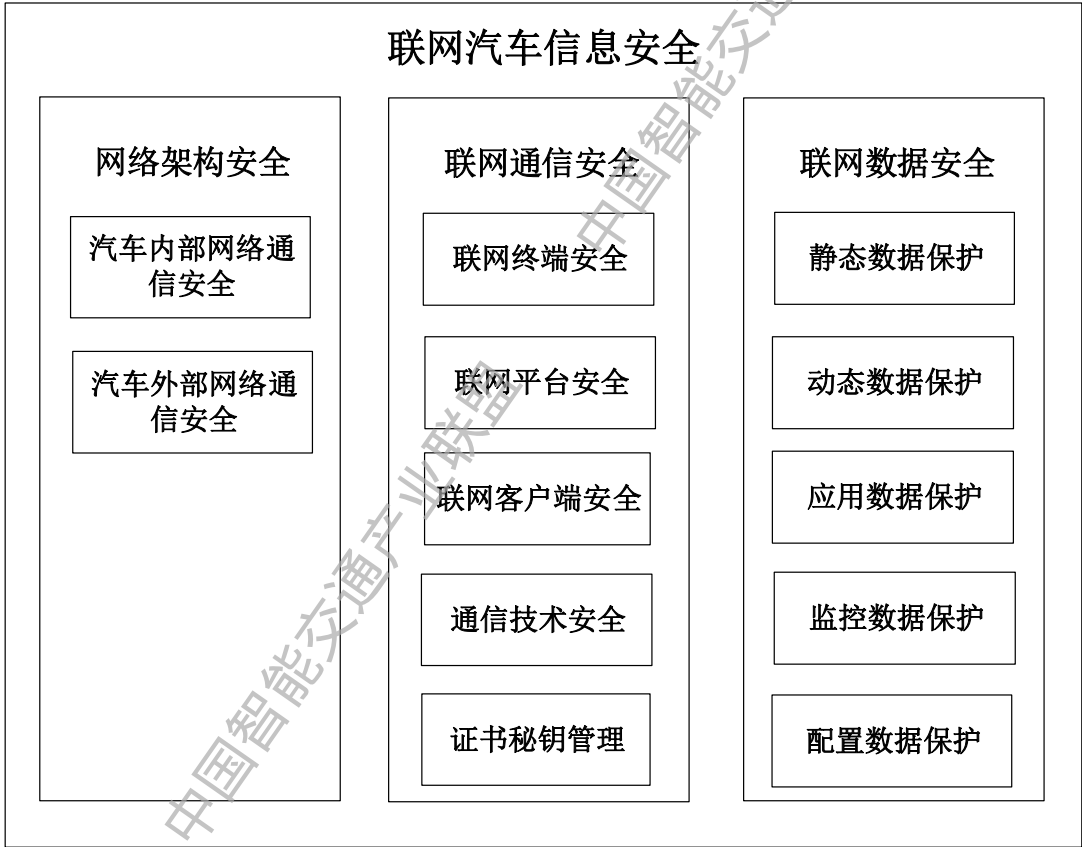 联网汽车信息安全
网络架构安全
汽车内部网络通
信安全
汽车外部网络通
信安全
联网通信安全
联网终端安全
联网平台安全
联网客户端安全
通信技术安全
证书秘钥管理
联网数据安全
静态数据保护
动态数据保护
应用数据保护
监控数据保护
配置数据保护
中国智能交通产业联盟
中国智能交通